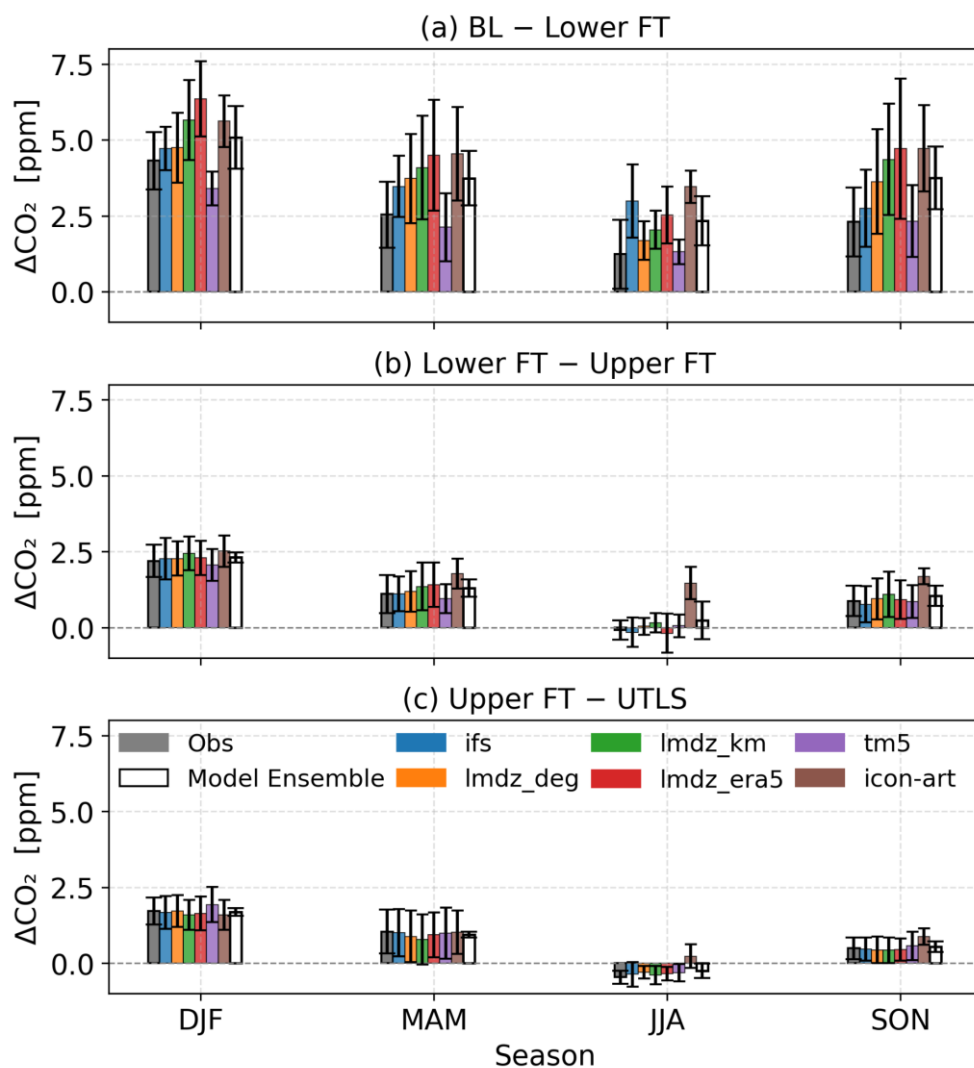 (a) BL − Lower FT
7.5
5.0
2.5
0.0
ΔCO₂ [ppm]
(b) Lower FT − Upper FT
7.5
5.0
2.5
0.0
ΔCO₂ [ppm]
(c) Upper FT − UTLS
7.5
5.0
2.5
0.0
ΔCO₂ [ppm]
Obs ifs lmdz_km tm5
Model Ensemble lmdz_deg lmdz_era5 icon-art
DJF MAM JJA SON
Season